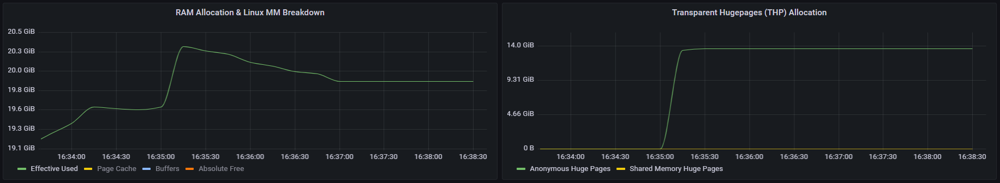 RAM Allocation & Linux MM Breakdown
20.5 GiB
20.3 GiB
20.0 GiB
19.8 GiB
19.6 GiB
19.3 GiB
19.1 GiB
16:34:00 16:34:30 16:35:00 16:35:30 16:36:00 16:36:30 16:37:00 16:37:30 16:38:00 16:38:30
Effective Used Page Cache Buffers Absolute Free
Transparent Hugepages (THP) Allocation
14.0 GiB
9.31 GiB
4.66 GiB
0 B
16:34:00 16:34:30 16:35:00 16:35:30 16:36:00 16:36:30 16:37:00 16:37:30 16:38:00 16:38:30
Anonymous Huge Pages Shared Memory Huge Pages